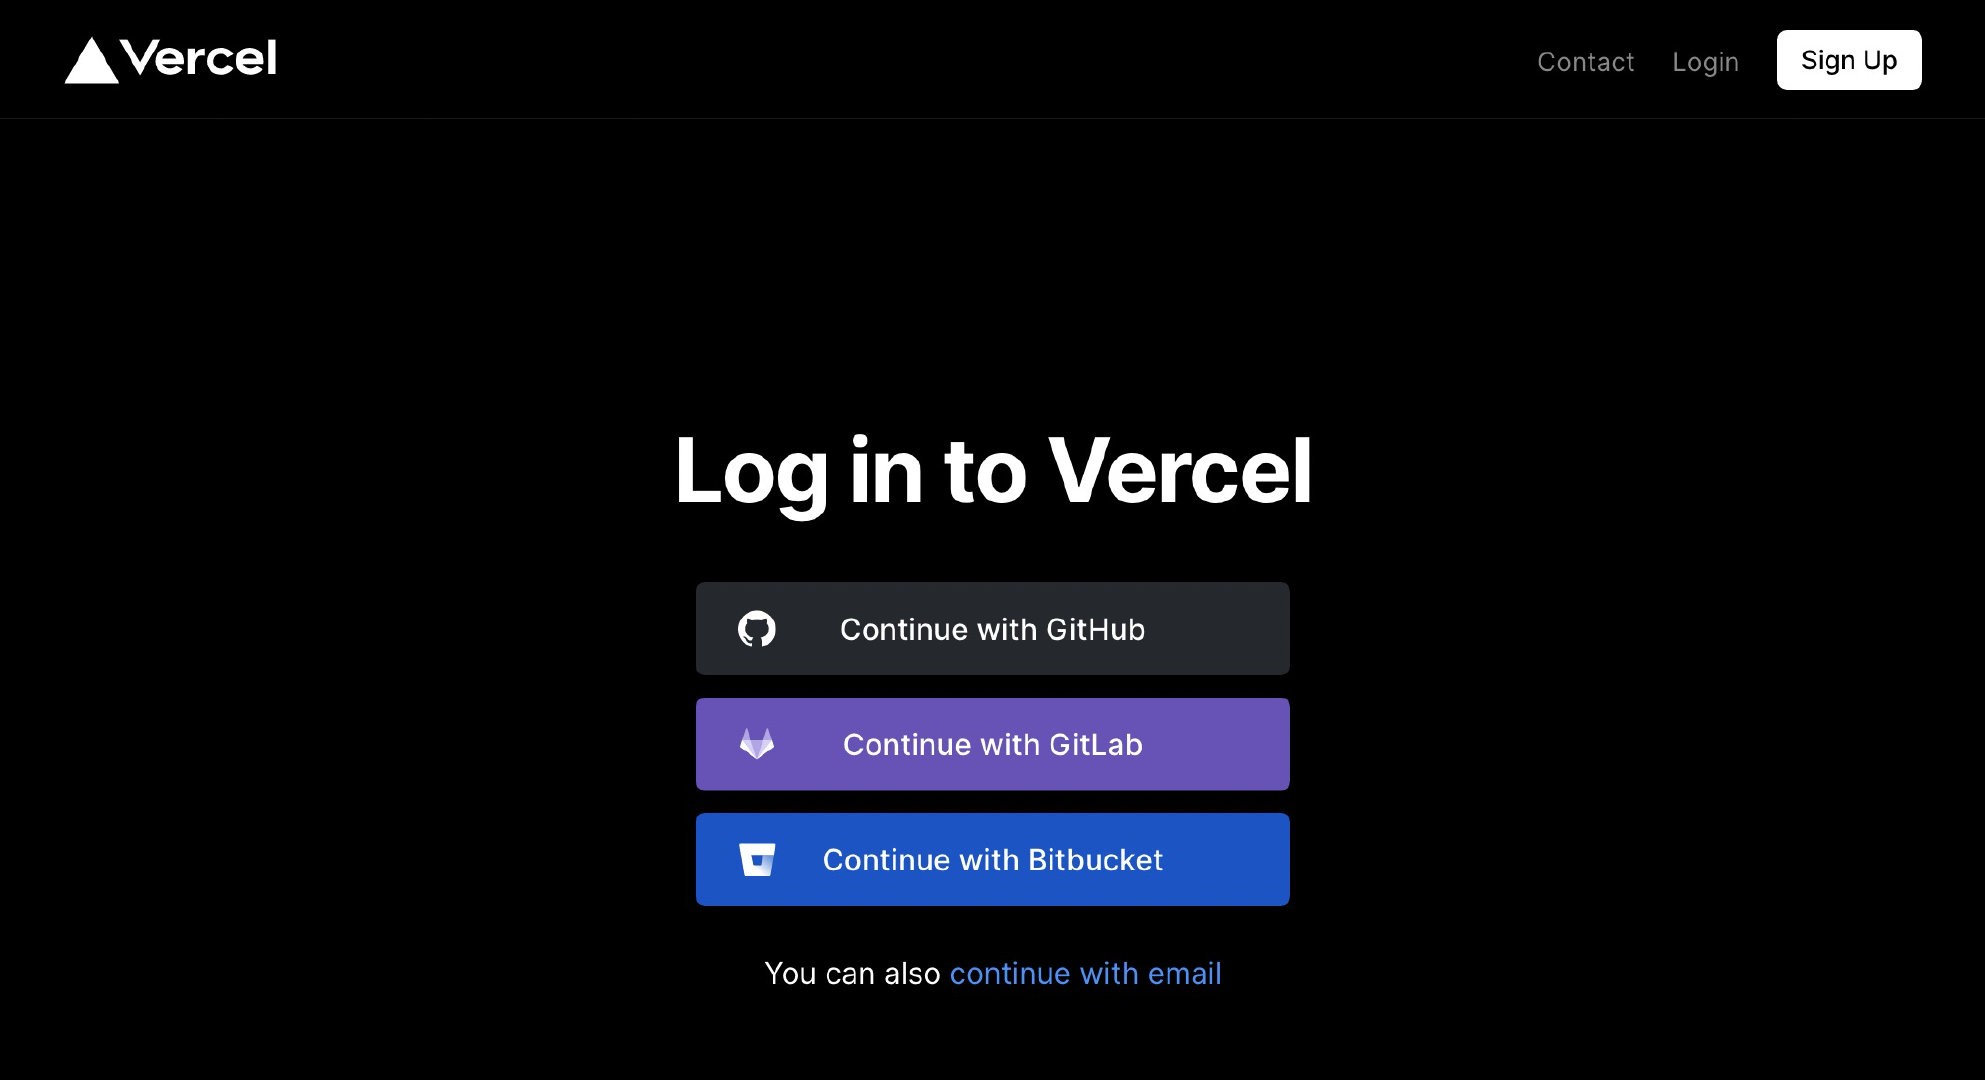 Vercel
Contact Login Sign Up
Log in to Vercel
Continue with GitHub
Continue with GitLab
Continue with Bitbucket
You can also continue with email